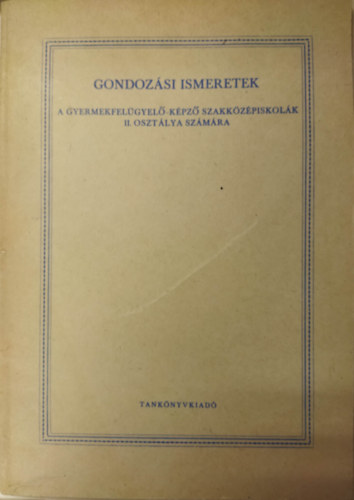 GONDOZÁSI ISMERETEK
A GYERMEKFELÜGYELŐ-KÉPZŐ SZAKKÖZÉPISKOLÁK
II. OSZTÁLYA SZÁMÁRA
TANKÖNYVKIADÓ